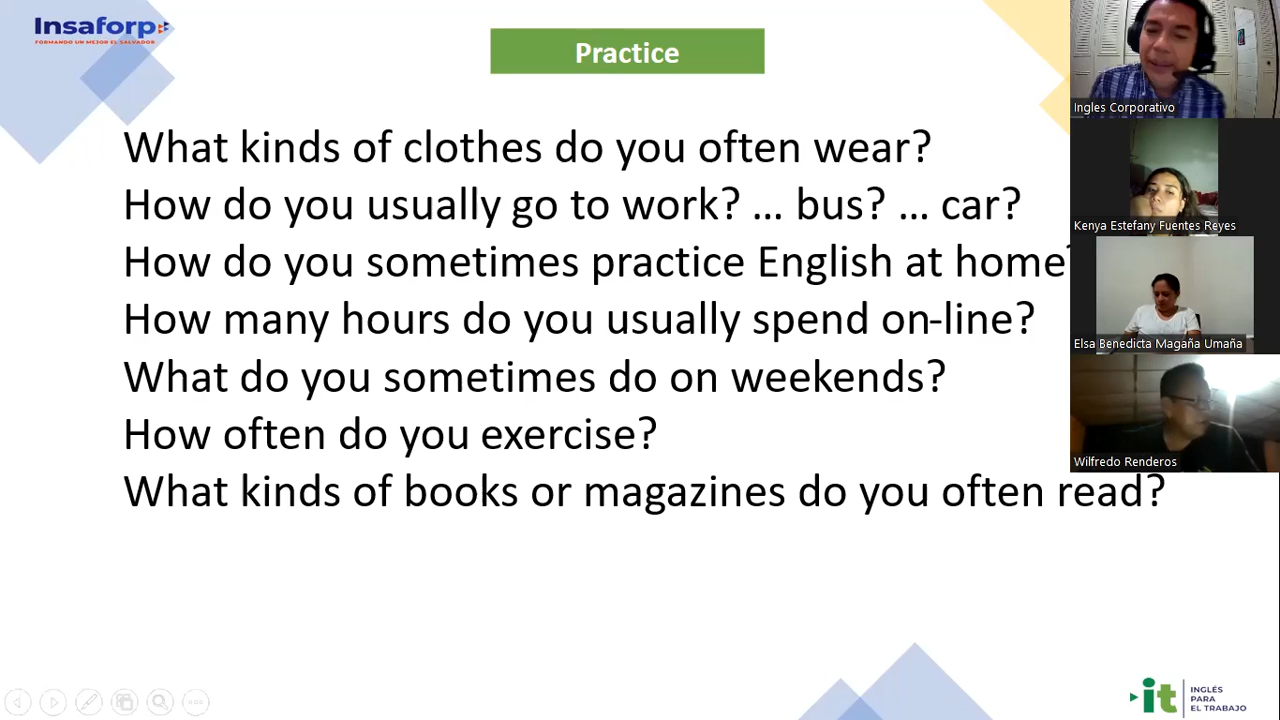 Insaforp
FORMANDO UN MEJOR EL SALVADOR
Practice
What kinds of clothes do you often wear?
How do you usually go to work? ... bus? ... car?
How do you sometimes practice English at home?
How many hours do you usually spend on-line?
What do you sometimes do on weekends?
How often do you exercise?
What kinds of books or magazines do you often read?
Ingles Corporativo
Kenya Estefany Fuentes Reyes
Elsa Benedicta Magaña Umaña
Wilfredo Renderos
it
INGLÉS
PARA
EL TRABAJO